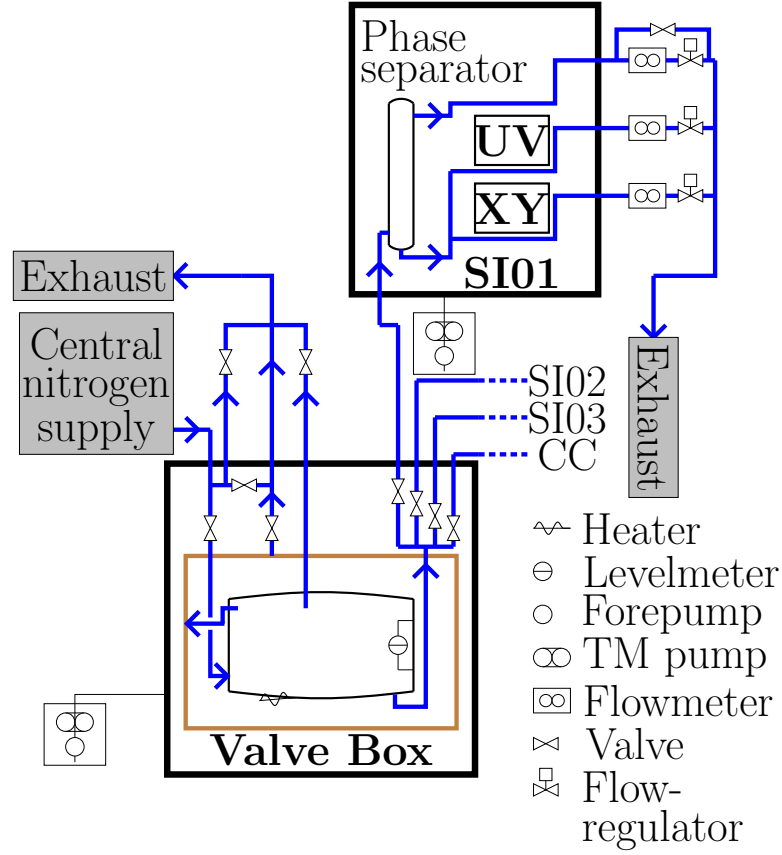 Phase
separator
UV
XY
SI01
Exhaust
Central
nitrogen
supply
Exhaust
SI02
SI03
CC
Valve Box
Heater
Levelmeter
Forepump
TM pump
Flowmeter
Valve
Flow-
regulator